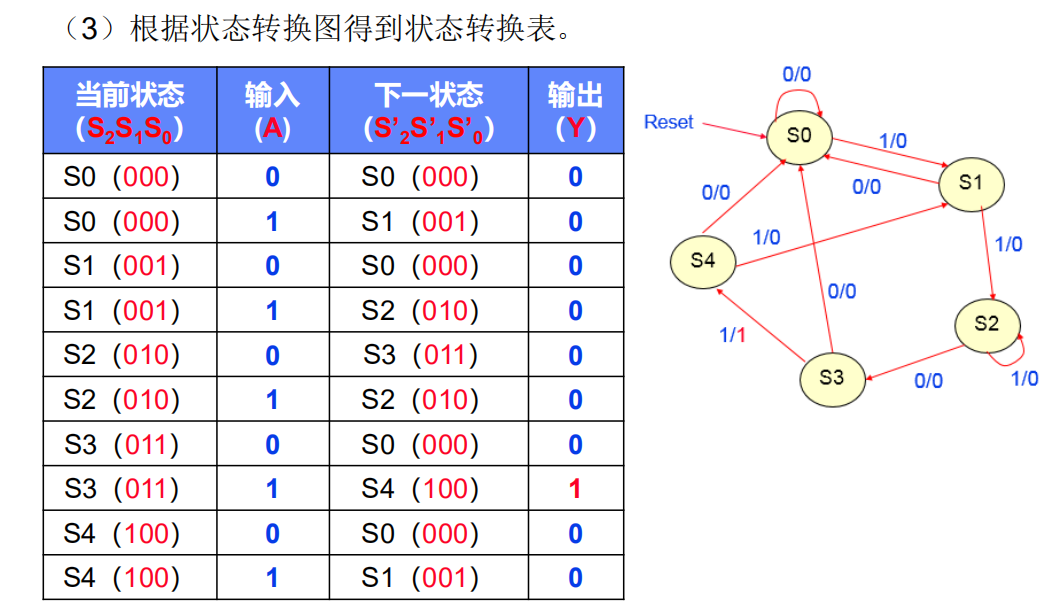 （3）根据状态转换图得到状态转换表。
当前状态 输入 下一状态 输出
(S2S1S0) (A) (S’2S’1S’0) (Y)
S0 (000) 0 S0 (000) 0
S0 (000) 1 S1 (001) 0
S1 (001) 0 S0 (000) 0
S1 (001) 1 S2 (010) 0
S2 (010) 0 S3 (011) 0
S2 (010) 1 S2 (010) 0
S3 (011) 0 S0 (000) 0
S3 (011) 1 S4 (100) 1
S4 (100) 0 S0 (000) 0
S4 (100) 1 S1 (001) 0
0/0
Reset
S0
1/0
0/0
S1
0/0
1/0
1/0
S4
0/0
S2
1/1
S3
0/0
1/0